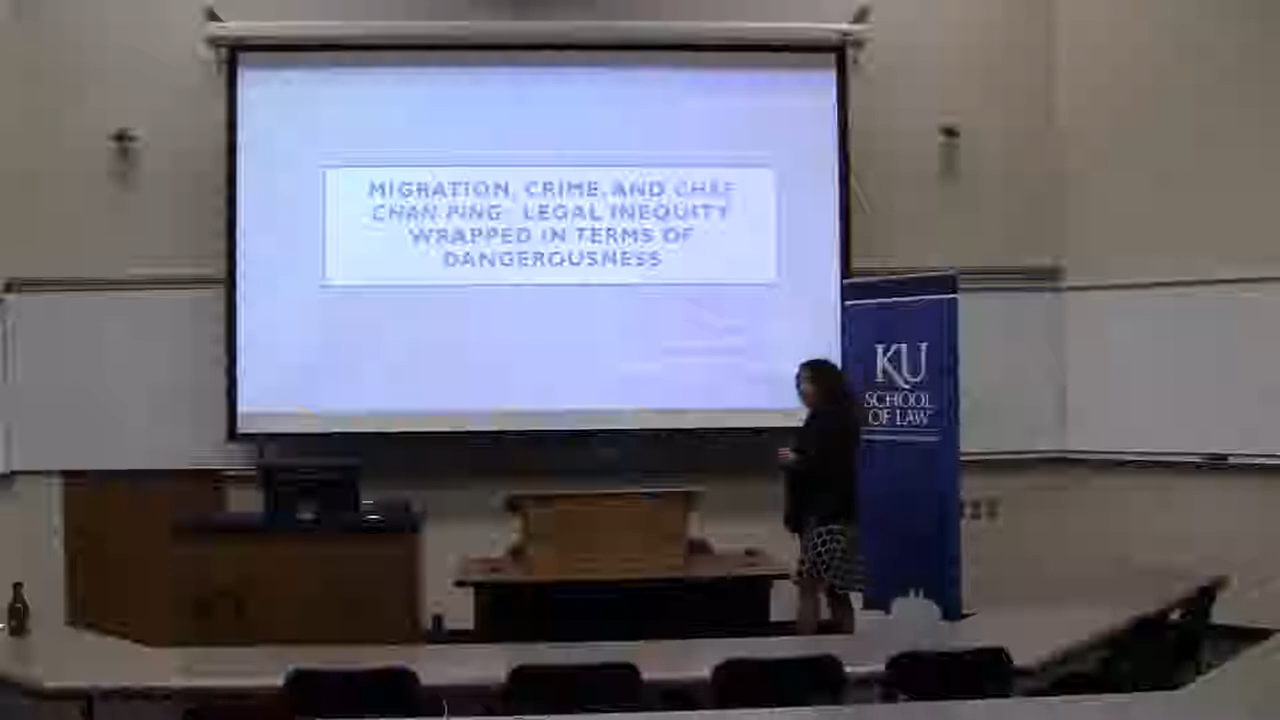 MIGRATION, CRIME, AND CHAE
CHAN PING: LEGAL INEQUITY
WRAPPED IN TERMS OF
DANGEROUSNESS
KU
SCHOOL
OF LAW